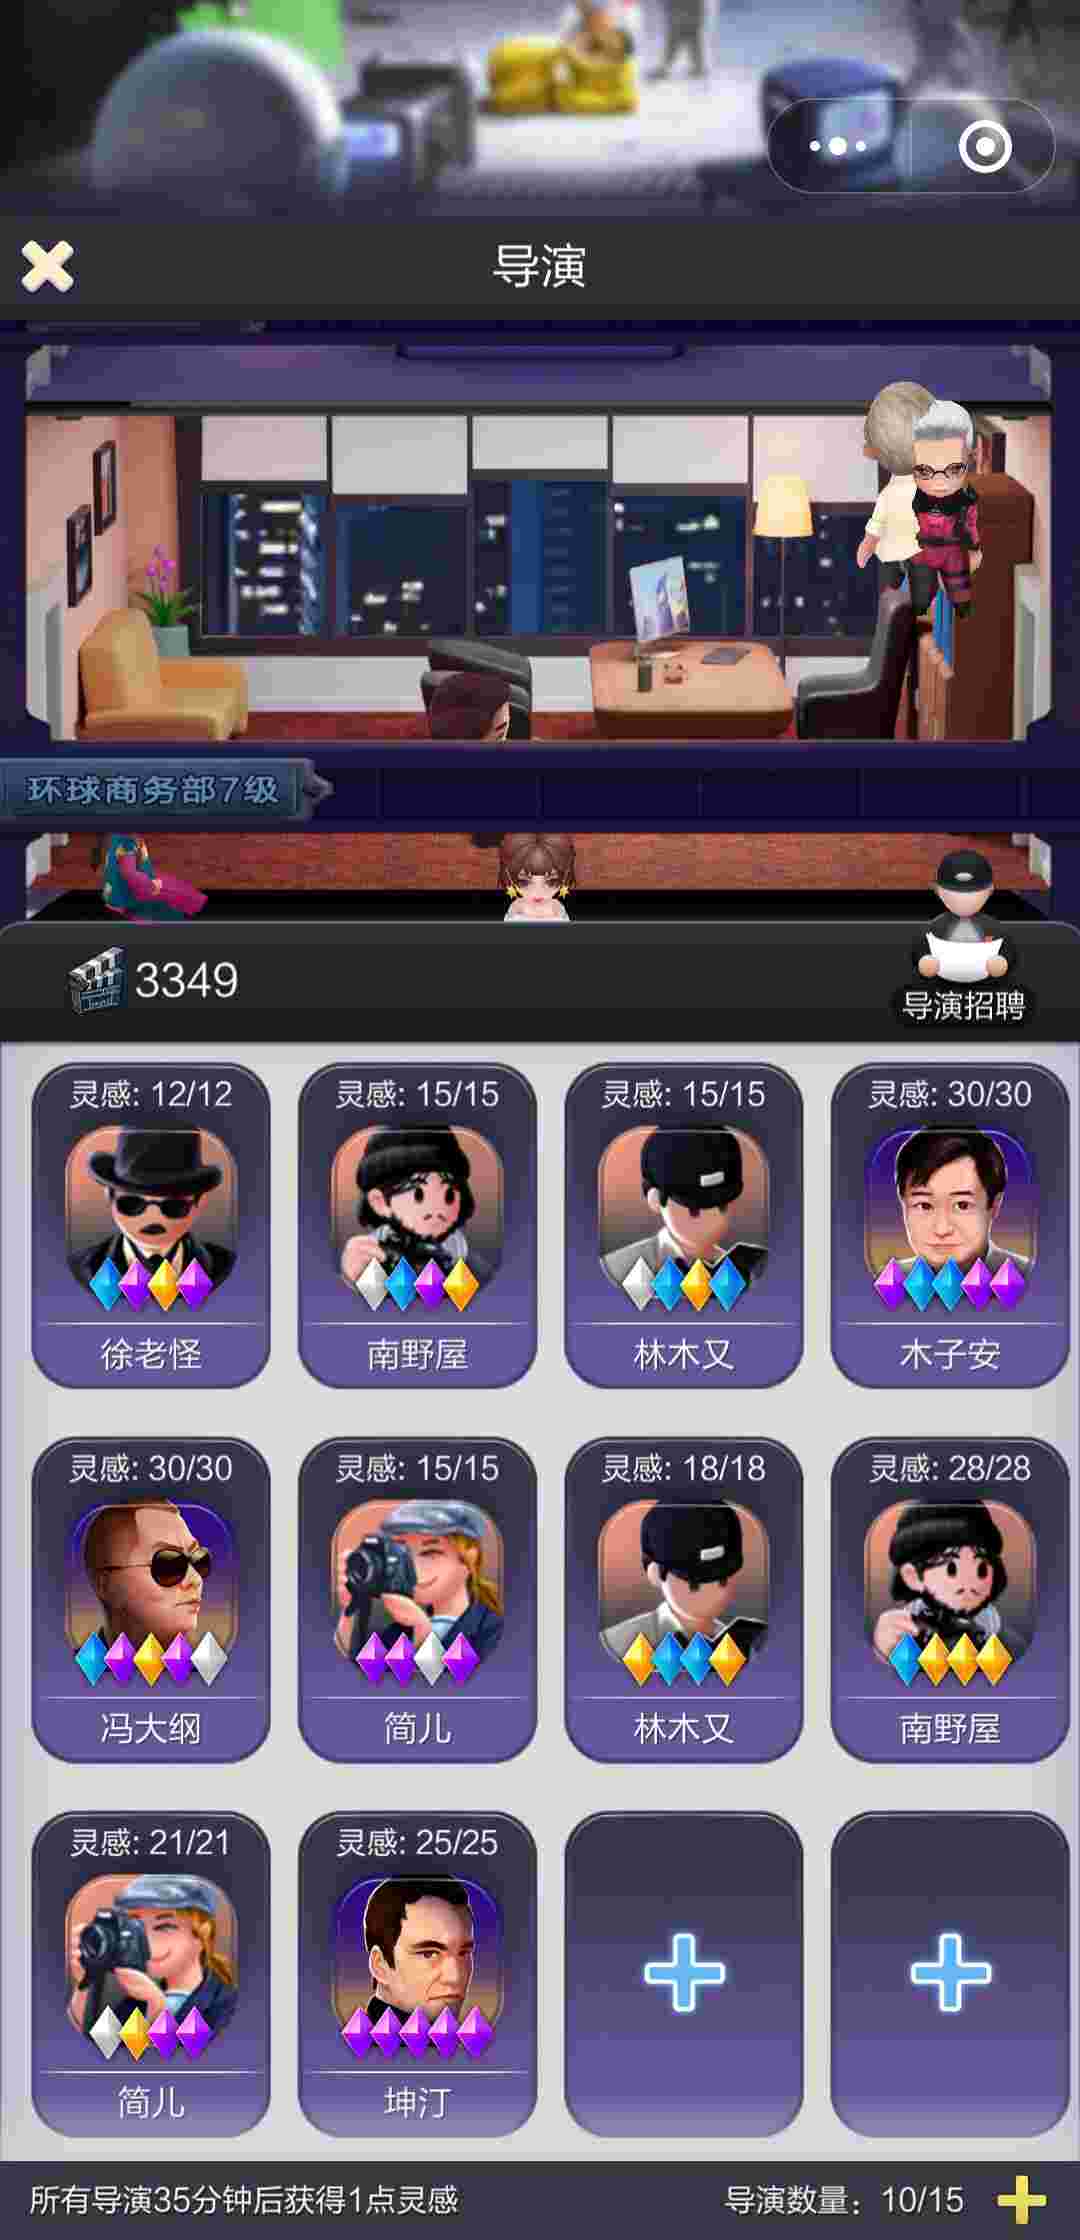 导演
环球商务部7级
3349
导演招聘
灵感: 12/12
灵感: 15/15
灵感: 15/15
灵感: 30/30
徐老怪
南野屋
林木又
木子安
灵感: 30/30
灵感: 15/15
灵感: 18/18
灵感: 28/28
冯大纲
简儿
林木又
南野屋
灵感: 21/21
灵感: 25/25
简儿
坤汀
所有导演35分钟后获得1点灵感
导演数量：10/15